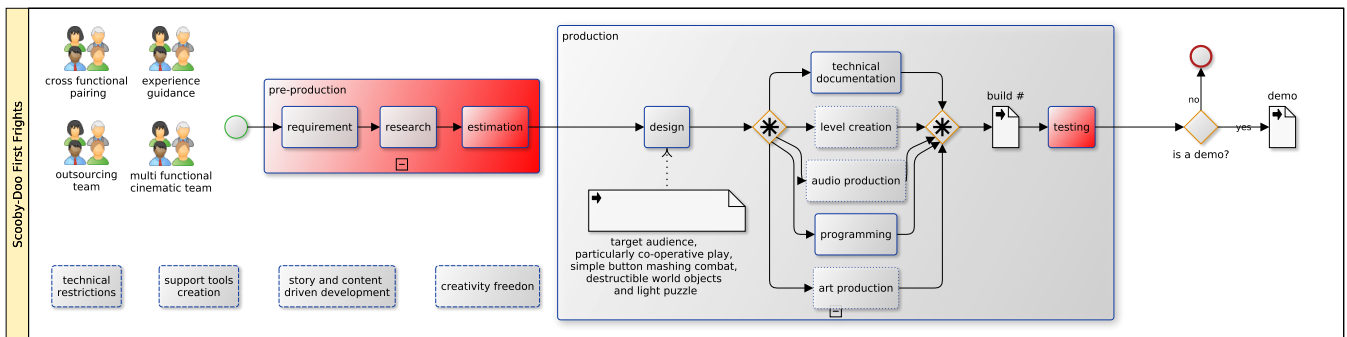 Scooby-Doo First Frights
cross functional
pairing
experience
guidance
outsourcing
team
multi functional
cinematic team
pre-production
requirement
research
estimation
production
design
target audience,
particularly co-operative play,
simple button mashing combat,
destructible world objects
and light puzzle
technical
documentation
level creation
audio production
programming
art production
build #
testing
no
is a demo?
yes
demo
technical
restrictions
support tools
creation
story and content
driven development
creativity freedon